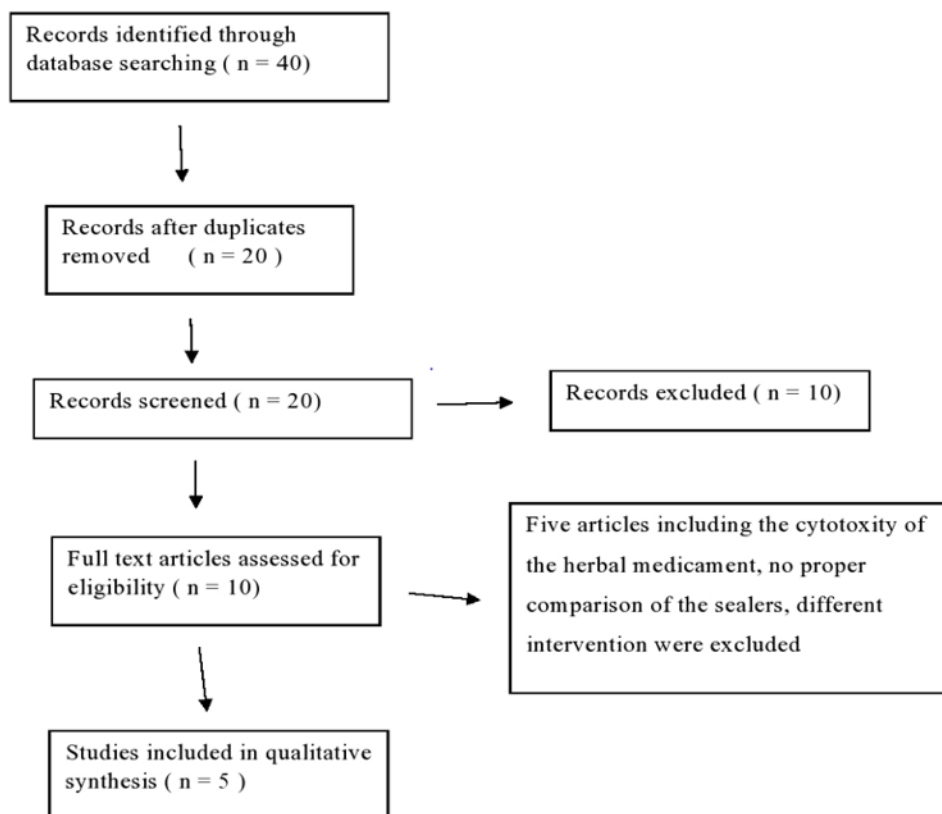 Records identified through
database searching ( n = 40)
Records after duplicates
removed ( n = 20 )
Records screened ( n = 20)
Records excluded ( n = 10)
Full text articles assessed for
eligibility ( n = 10)
Five articles including the cytotoxity of
the herbal medicament, no proper
comparison of the sealers, different
intervention were excluded
Studies included in qualitative
synthesis ( n = 5 )